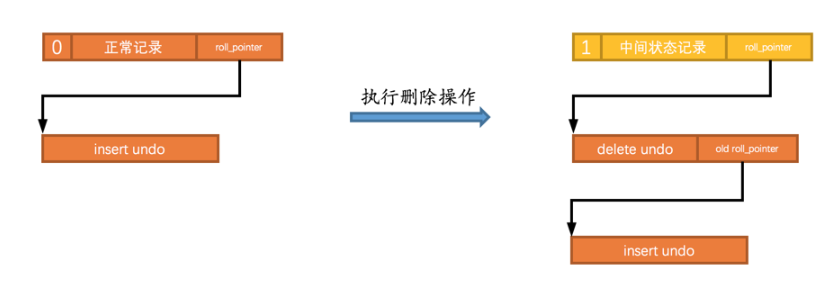 0 正常记录 roll_pointer
insert undo
执行删除操作
1 中间状态记录 roll_pointer
delete undo old roll_pointer
insert undo